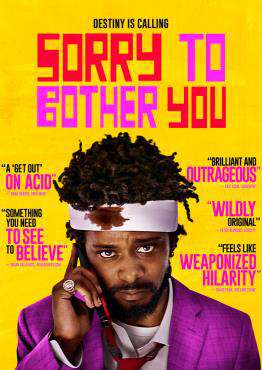 DESTINY IS CALLING
SORRY TO
BOTHER YOU
"A 'GET OUT'
ON ACID"
"SOMETHING
YOU NEED
TO SEE
TO BELIEVE"
"BRILLIANT AND
OUTRAGEOUS"
"WILDLY
ORIGINAL"
"FEELS LIKE
WEAPONIZED
HILARITY"